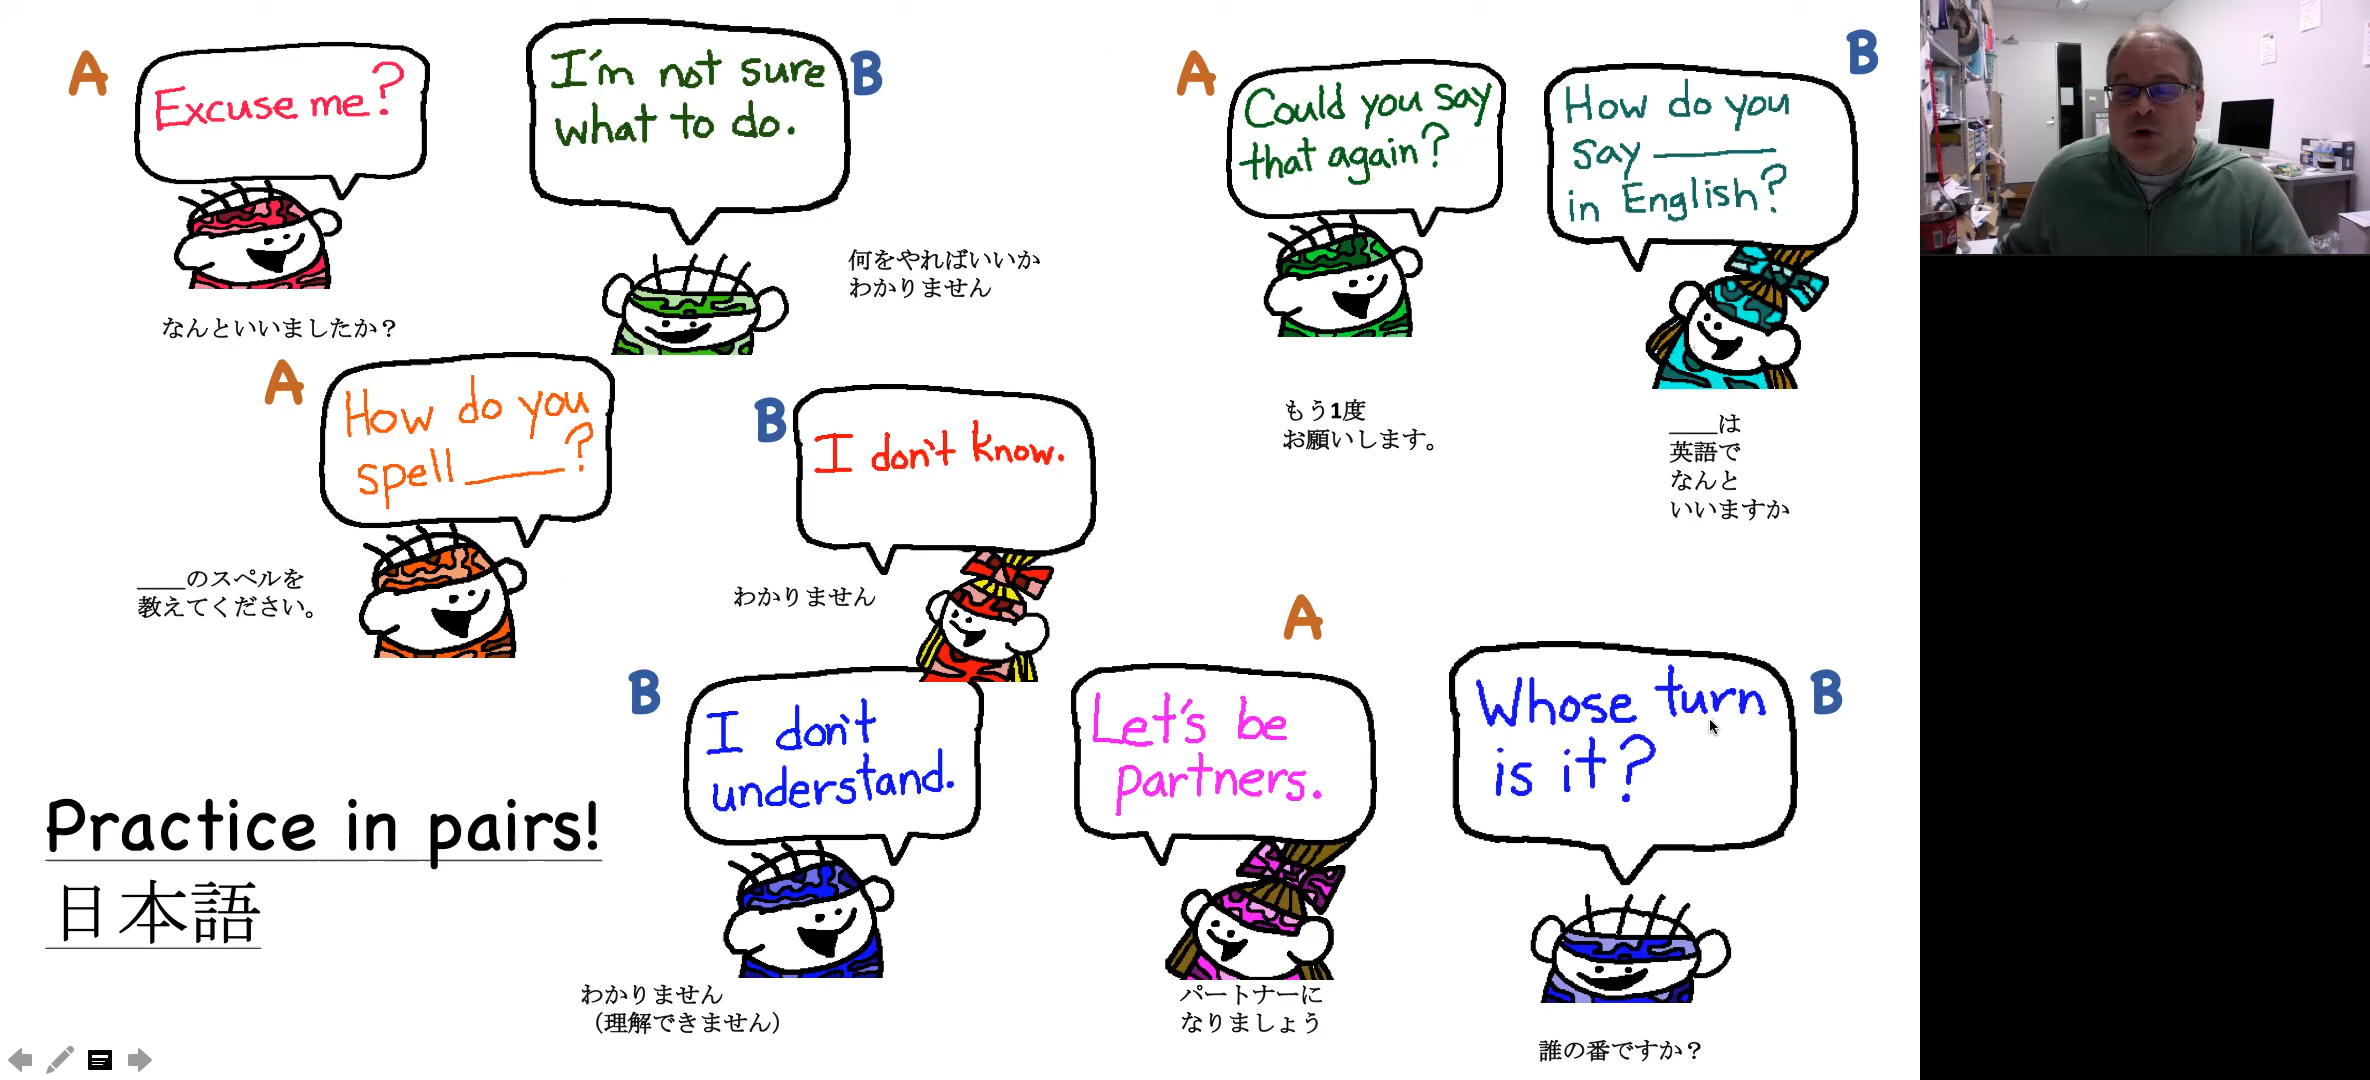 A
Excuse me?
なんといいましたか？
I'm not sure
what to do.
B
何をやればいいか
わかりません
A
Could you say
that again?
もう1度
お願いします。
B
How do you
say ______
in English?
____は
英語で
なんと
いいますか
A
How do you
spell ____?
____のスペルを
教えてください。
B
I don't know.
わかりません
B
I don't
understand.
わかりません
（理解できません）
A
Let's be
partners.
パートナーに
なりましょう
Whose turn
is it?
B
誰の番ですか？
Practice in pairs!
日本語